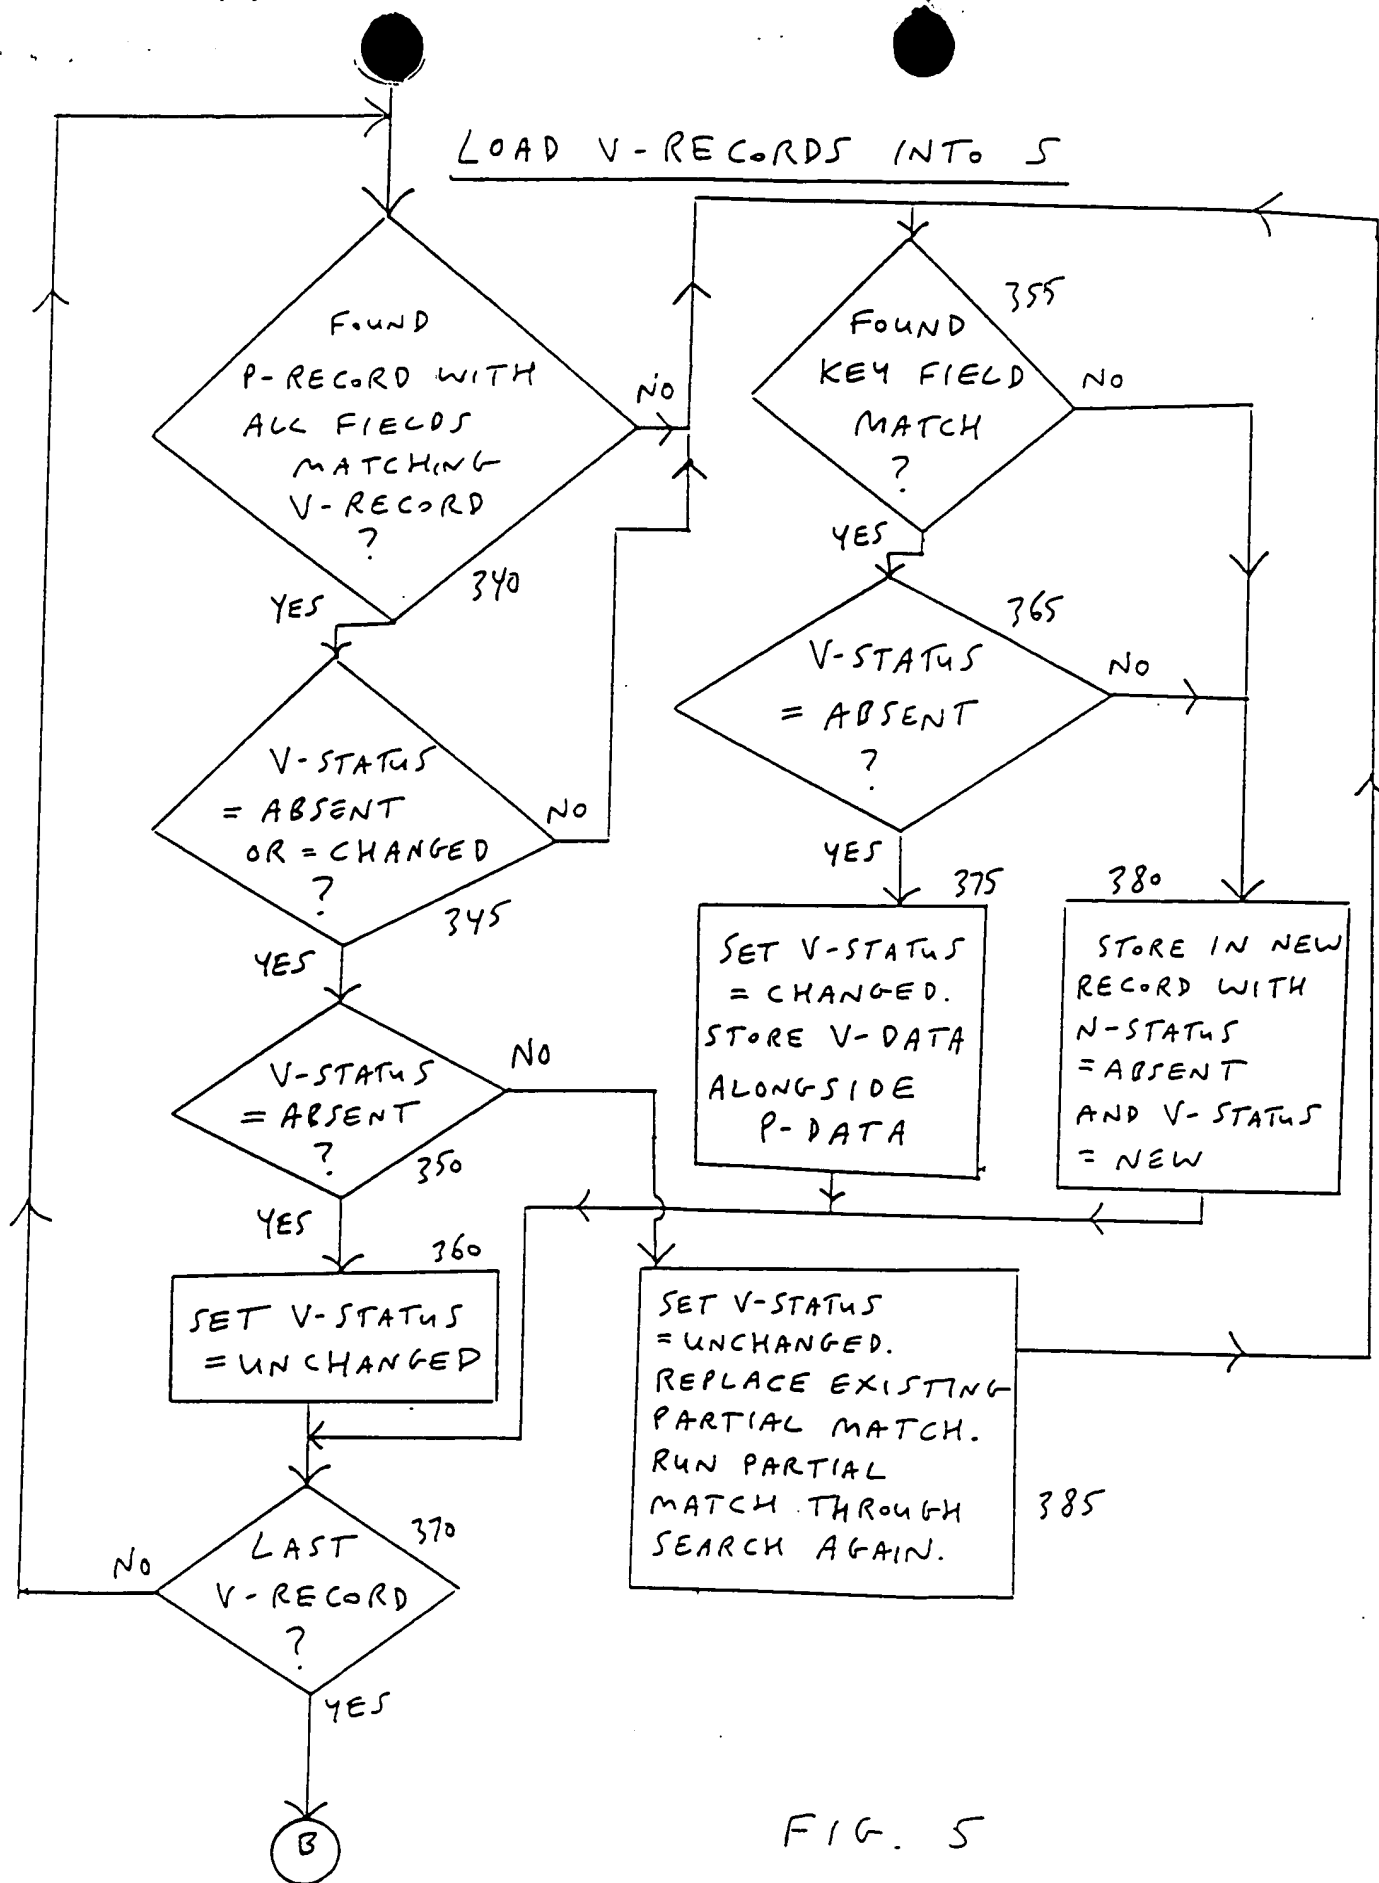 LOAD V-RECORDS INTO S
FOUND
P-RECORD WITH
ALL FIELDS
MATCHING
V-RECORD
?
340
NO
YES
V-STATUS
= ABSENT
OR = CHANGED
?
345
NO
YES
V-STATUS
= ABSENT
?
350
NO
YES
360
SET V-STATUS
= UNCHANGED
LAST
V-RECORD
?
370
NO
YES
B
355
FOUND
KEY FIELD
MATCH
?
NO
YES
365
V-STATUS
= ABSENT
?
NO
YES
375
SET V-STATUS
= CHANGED.
STORE V-DATA
ALONGSIDE
P-DATA
380
STORE IN NEW
RECORD WITH
N-STATUS
= ABSENT
AND V-STATUS
= NEW
SET V-STATUS
= UNCHANGED.
REPLACE EXISTING
PARTIAL MATCH.
RUN PARTIAL
MATCH THROUGH
SEARCH AGAIN.
385
FIG. 5